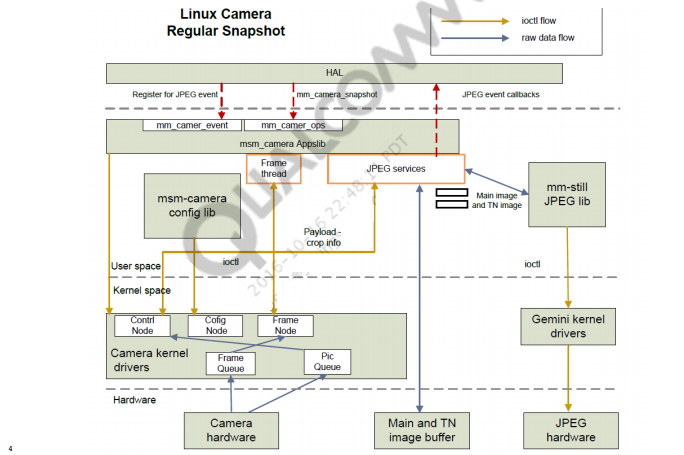 Linux Camera
Regular Snapshot
ioctl flow
raw data flow
HAL
Register for JPEG event
mm_camera_snapshot
JPEG event callbacks
mm_camer_event
mm_camer_ops
msm_camera Appslib
Frame
thread
JPEG services
msm-camera
config lib
Main image
and TN image
mm-still
JPEG lib
Payload -
crop info
User space
ioctl
ioctl
Kernel space
Contrl
Node
Cofig
Node
Frame
Node
Camera kernel
drivers
Frame
Queue
Pic
Queue
Gemini kernel
drivers
Hardware
Camera
hardware
Main and TN
image buffer
JPEG
hardware
4